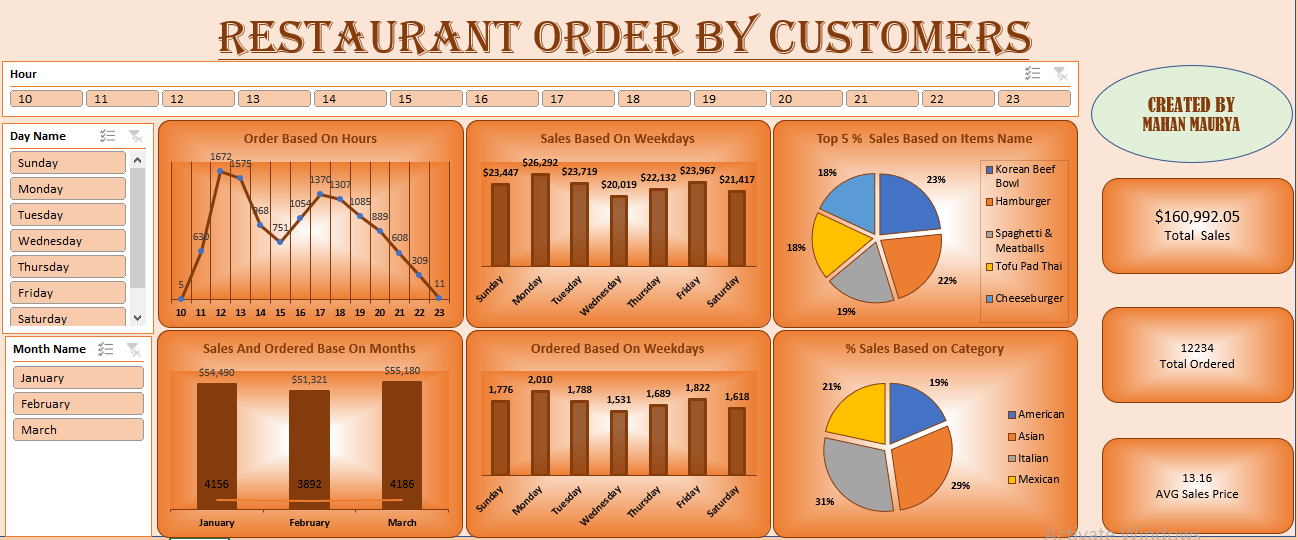 RESTAURANT ORDER BY CUSTOMERS
Hour
10 11 12 13 14 15 16 17 18 19 20 21 22 23
CREATED BY
MAHAN MAURYA
Day Name
Sunday
Monday
Tuesday
Wednesday
Thursday
Friday
Saturday
Month Name
January
February
March
Order Based On Hours
5 630 1672 1575 968 751 1054 1370 1307 1085 889 608 309 11
10 11 12 13 14 15 16 17 18 19 20 21 22 23
Sales Based On Weekdays
$23,447 $26,292 $23,719 $20,019 $22,132 $23,967 $21,417
Sunday Monday Tuesday Wednesday Thursday Friday Saturday
Top 5 % Sales Based on Items Name
18% 23%
18% 22%
19%
Korean Beef
Bowl
Hamburger
Spaghetti &
Meatballs
Tofu Pad Thai
Cheeseburger
$160,992.05
Total Sales
Sales And Ordered Base On Months
$54,490 $51,321 $55,180
4156 3892 4186
January February March
Ordered Based On Weekdays
1,776 2,010 1,788 1,531 1,689 1,822 1,618
Sunday Monday Tuesday Wednesday Thursday Friday Saturday
% Sales Based on Category
21% 19%
31% 29%
American
Asian
Italian
Mexican
12234
Total Ordered
13.16
AVG Sales Price
Activate Windows